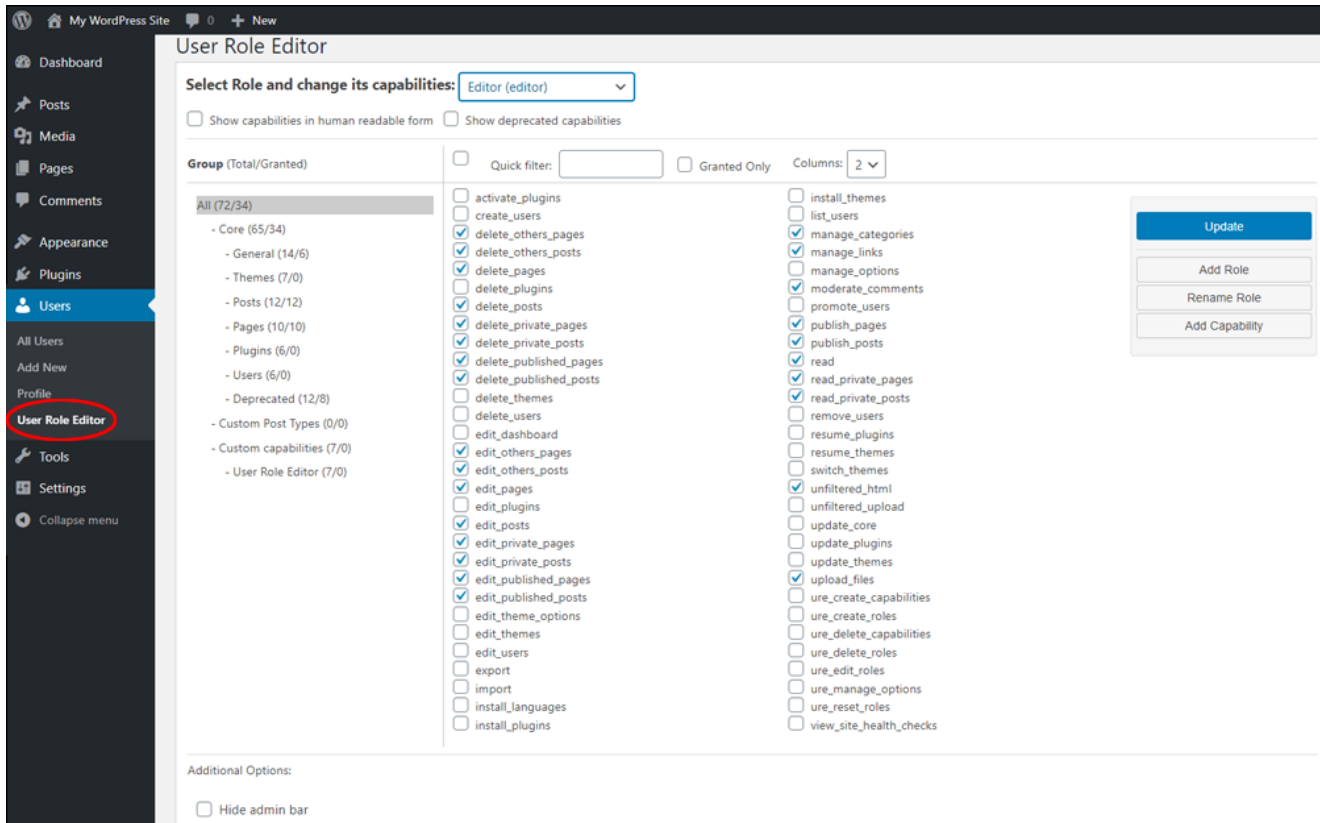 My WordPress Site 0 + New
Dashboard
Posts
Media
Pages
Comments
Appearance
Plugins
Users
All Users
Add New
Profile
User Role Editor
Tools
Settings
Collapse menu
User Role Editor
Select Role and change its capabilities: Editor (editor)
Show capabilities in human readable form Show deprecated capabilities
Group (Total/Granted)
Quick filter: Granted Only Columns: 2
All (72/34)
- Core (65/34)
- General (14/6)
- Themes (7/0)
- Posts (12/12)
- Pages (10/10)
- Plugins (6/0)
- Users (6/0)
- Deprecated (12/8)
- Custom Post Types (0/0)
- Custom capabilities (7/0)
- User Role Editor (7/0)
activate_plugins
create_users
delete_others_pages
delete_others_posts
delete_pages
delete_plugins
delete_posts
delete_private_pages
delete_private_posts
delete_published_pages
delete_published_posts
delete_themes
delete_users
edit_dashboard
edit_others_pages
edit_others_posts
edit_pages
edit_plugins
edit_posts
edit_private_pages
edit_private_posts
edit_published_pages
edit_published_posts
edit_theme_options
edit_themes
edit_users
export
import
install_languages
install_plugins
install_themes
list_users
manage_categories
manage_links
manage_options
moderate_comments
promote_users
publish_pages
publish_posts
read
read_private_pages
read_private_posts
remove_users
resume_plugins
resume_themes
switch_themes
unfiltered_html
unfiltered_upload
update_core
update_plugins
update_themes
upload_files
ure_create_capabilities
ure_create_roles
ure_delete_capabilities
ure_delete_roles
ure_edit_roles
ure_manage_options
ure_reset_roles
view_site_health_checks
Update
Add Role
Rename Role
Add Capability
Additional Options:
Hide admin bar